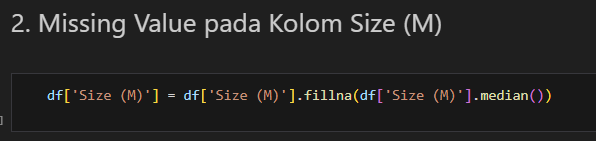 2. Missing Value pada Kolom Size (M)
df['Size (M)'] = df['Size (M)'].fillna(df['Size (M)'].median())
]